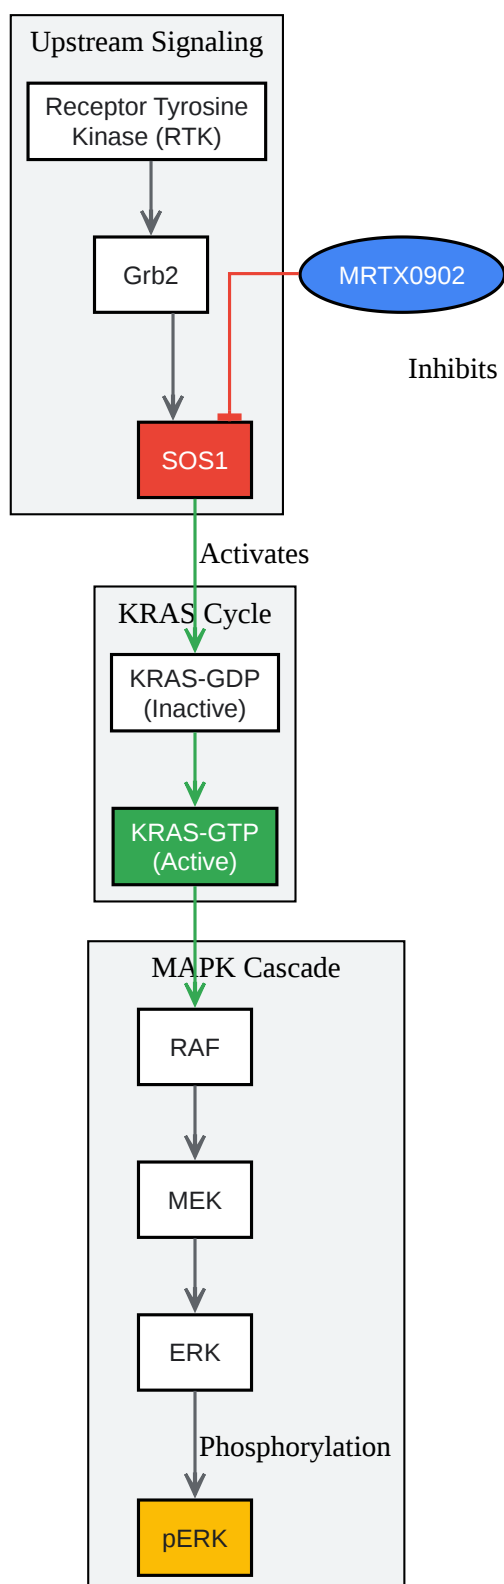 Upstream Signaling
Receptor Tyrosine
Kinase (RTK)
Grb2
MRTX0902
Inhibits
SOS1
Activates
KRAS Cycle
KRAS-GDP
(Inactive)
KRAS-GTP
(Active)
MAPK Cascade
RAF
MEK
ERK
Phosphorylation
pERK